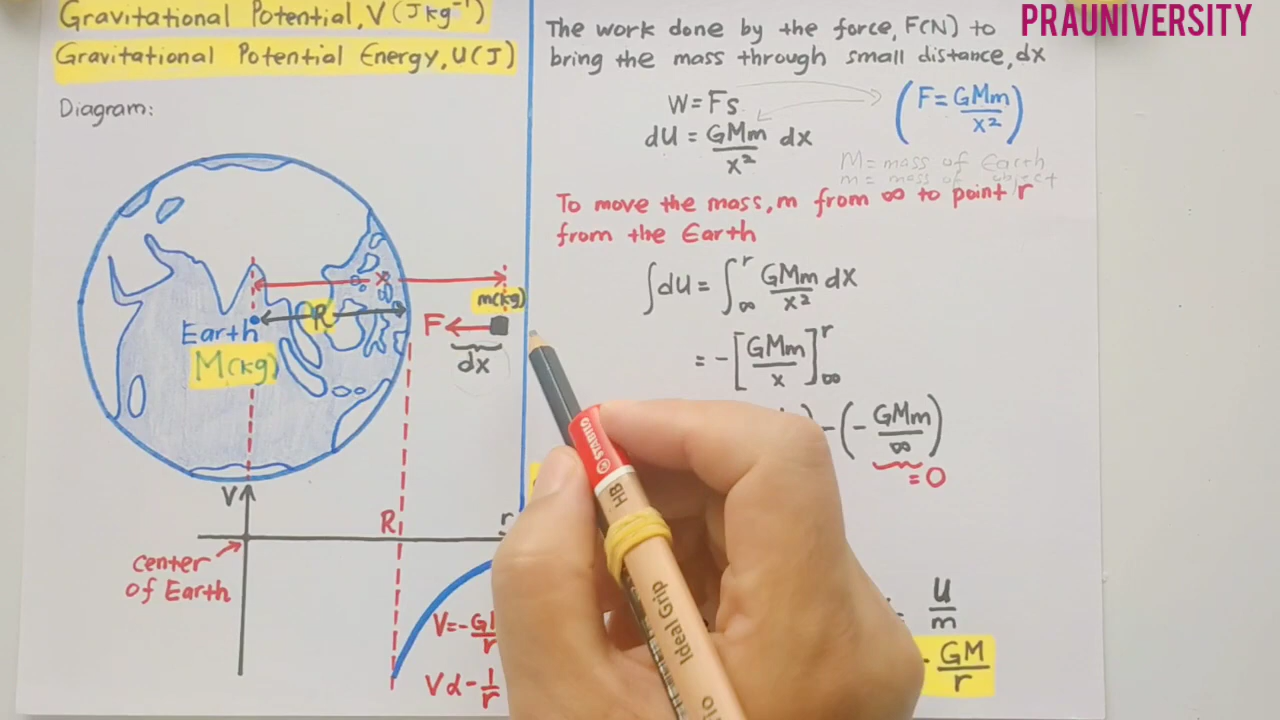 Gravitational Potential, V (J kg⁻¹)
Gravitational Potential Energy, U (J)
Diagram:
x
m(kg)
R
Earth
M(kg)
F
dx
V
R
r
center
of Earth
V=-G
r
V α - 1/r
PRAUNIVERSITY
The work done by the force, F(N) to
bring the mass through small distance, dx
W = Fs
(F = GMm/x²)
dU = GMm/x² dx
M = mass of Earth
m = mass of object
To move the mass, m from ∞ to point r
from the Earth
∫dU = ∫_∞^r GMm/x² dx
= - [GMm/x]_∞^r
) - (- GMm/∞)
= 0
= U/m
- GM/r
STABILO
HB
Ideal Grip